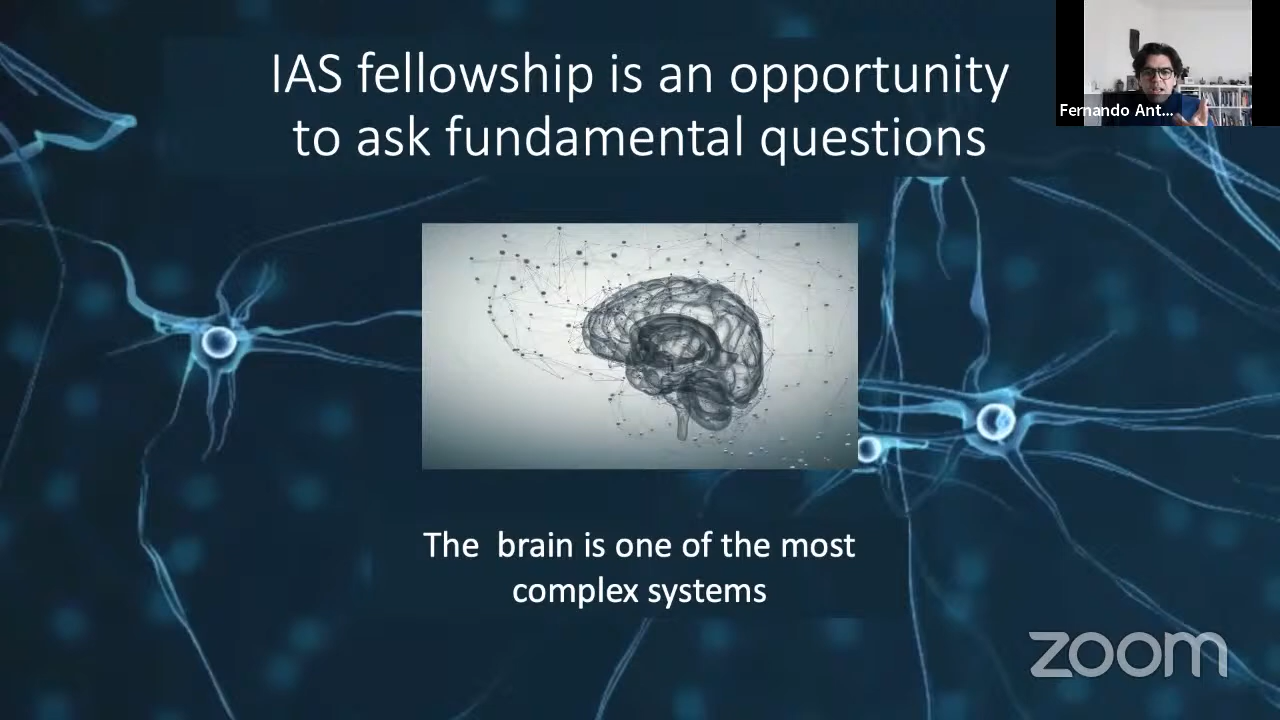 IAS fellowship is an opportunity
to ask fundamental questions
Fernando Ant...
The brain is one of the most
complex systems
zoom